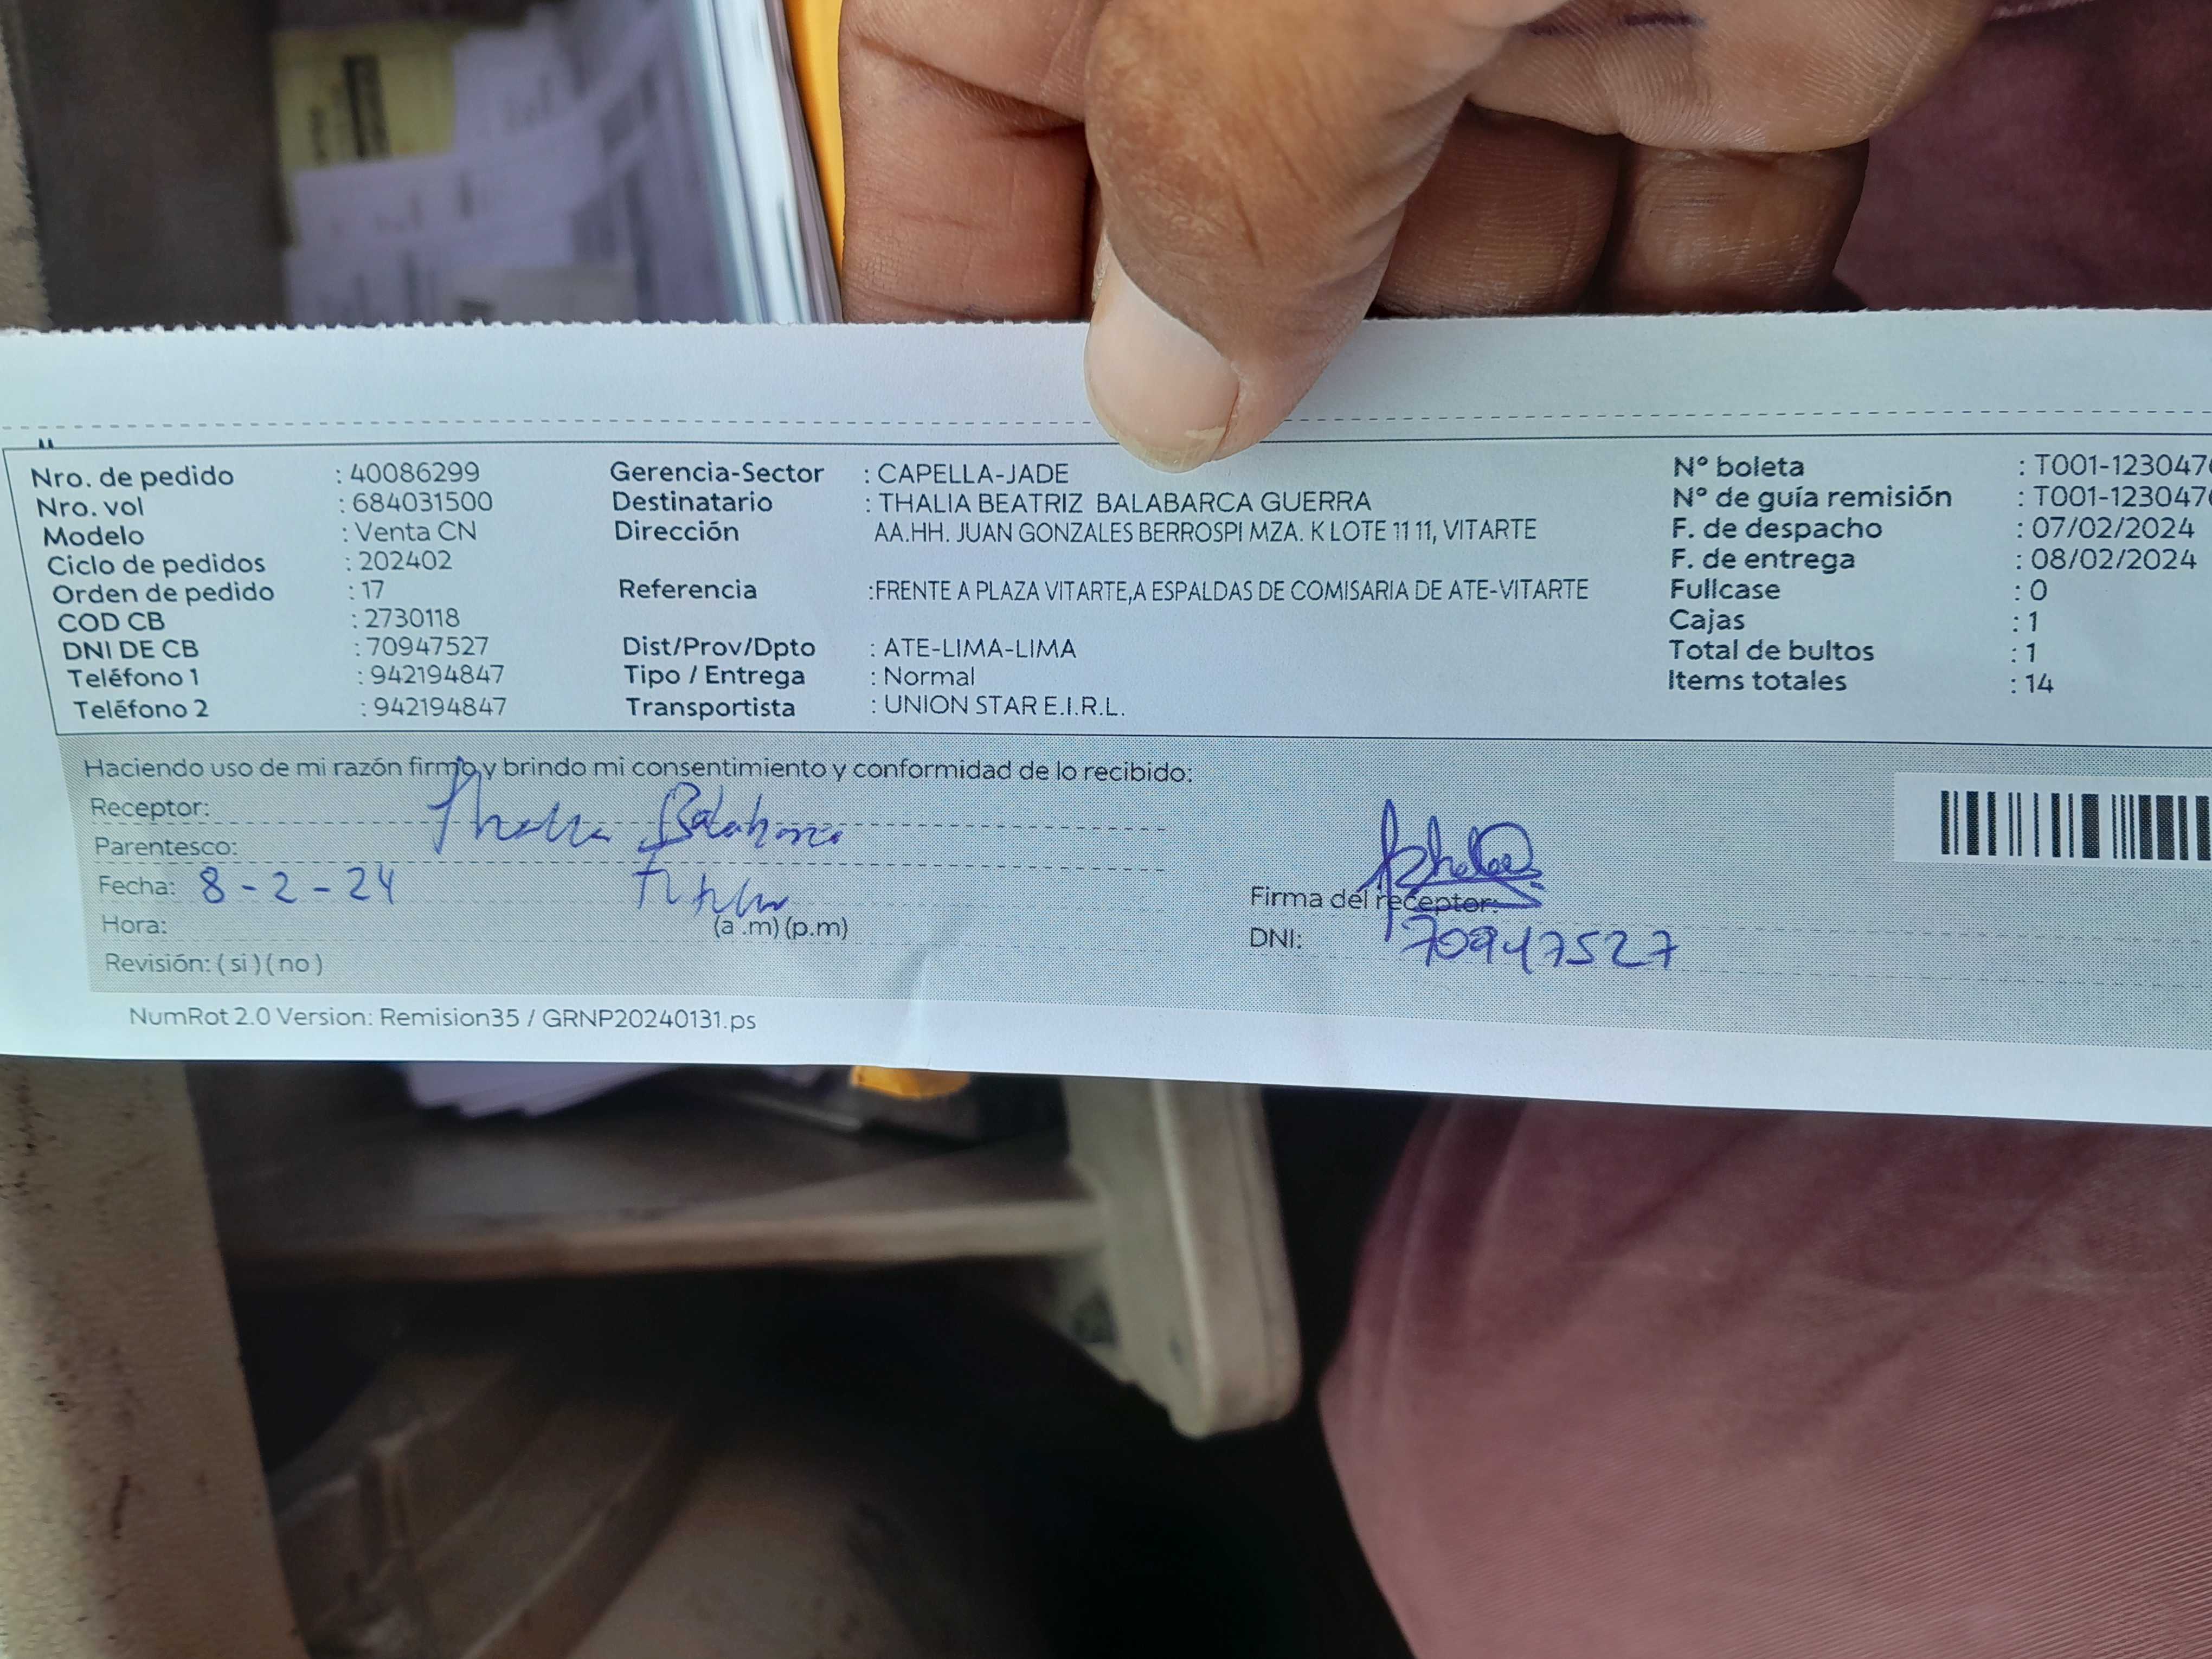 Nro. de pedido : 40086299 Gerencia-Sector : CAPELLA-JADE Nº boleta : T001-1230476
Nro. vol : 684031500 Destinatario : THALIA BEATRIZ BALABARCA GUERRA Nº de guía remisión : T001-1230476
Modelo : Venta CN Dirección AA.HH. JUAN GONZALES BERROSPI MZA. K LOTE 11 11, VITARTE F. de despacho : 07/02/2024
Ciclo de pedidos : 202402 F. de entrega : 08/02/2024
Orden de pedido : 17 Referencia :FRENTE A PLAZA VITARTE,A ESPALDAS DE COMISARIA DE ATE-VITARTE Fullcase : 0
COD CB : 2730118 Cajas : 1
DNI DE CB : 70947527 Dist/Prov/Dpto : ATE-LIMA-LIMA Total de bultos : 1
Teléfono 1 : 942194847 Tipo / Entrega : Normal Items totales : 14
Teléfono 2 : 942194847 Transportista : UNION STAR E.I.R.L.
Haciendo uso de mi razón firmo y brindo mi consentimiento y conformidad de lo recibido:
Receptor: Thalia Balabarca
Parentesco: Titular
Fecha: 8-2-24 Firma del receptor:
Hora: (a .m) (p.m) DNI: 70947527
Revisión: ( si ) ( no )
NumRot 2.0 Version: Remision35 / GRNP20240131.ps